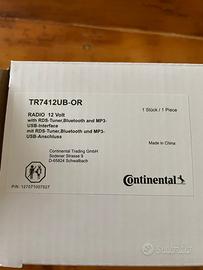 TR7412UB-OR
RADIO 12 Volt
1 Stück / 1 Piece
with RDS-Tuner,Bluetooth and MP3-
USB-Interface
mit RDS-Tuner,Bluetooth und MP3-
USB-Anschluss
Made in China
Continental Trading GmbH
Sodener Strasse 9
D-65824 Schwalbach
Continental
subito